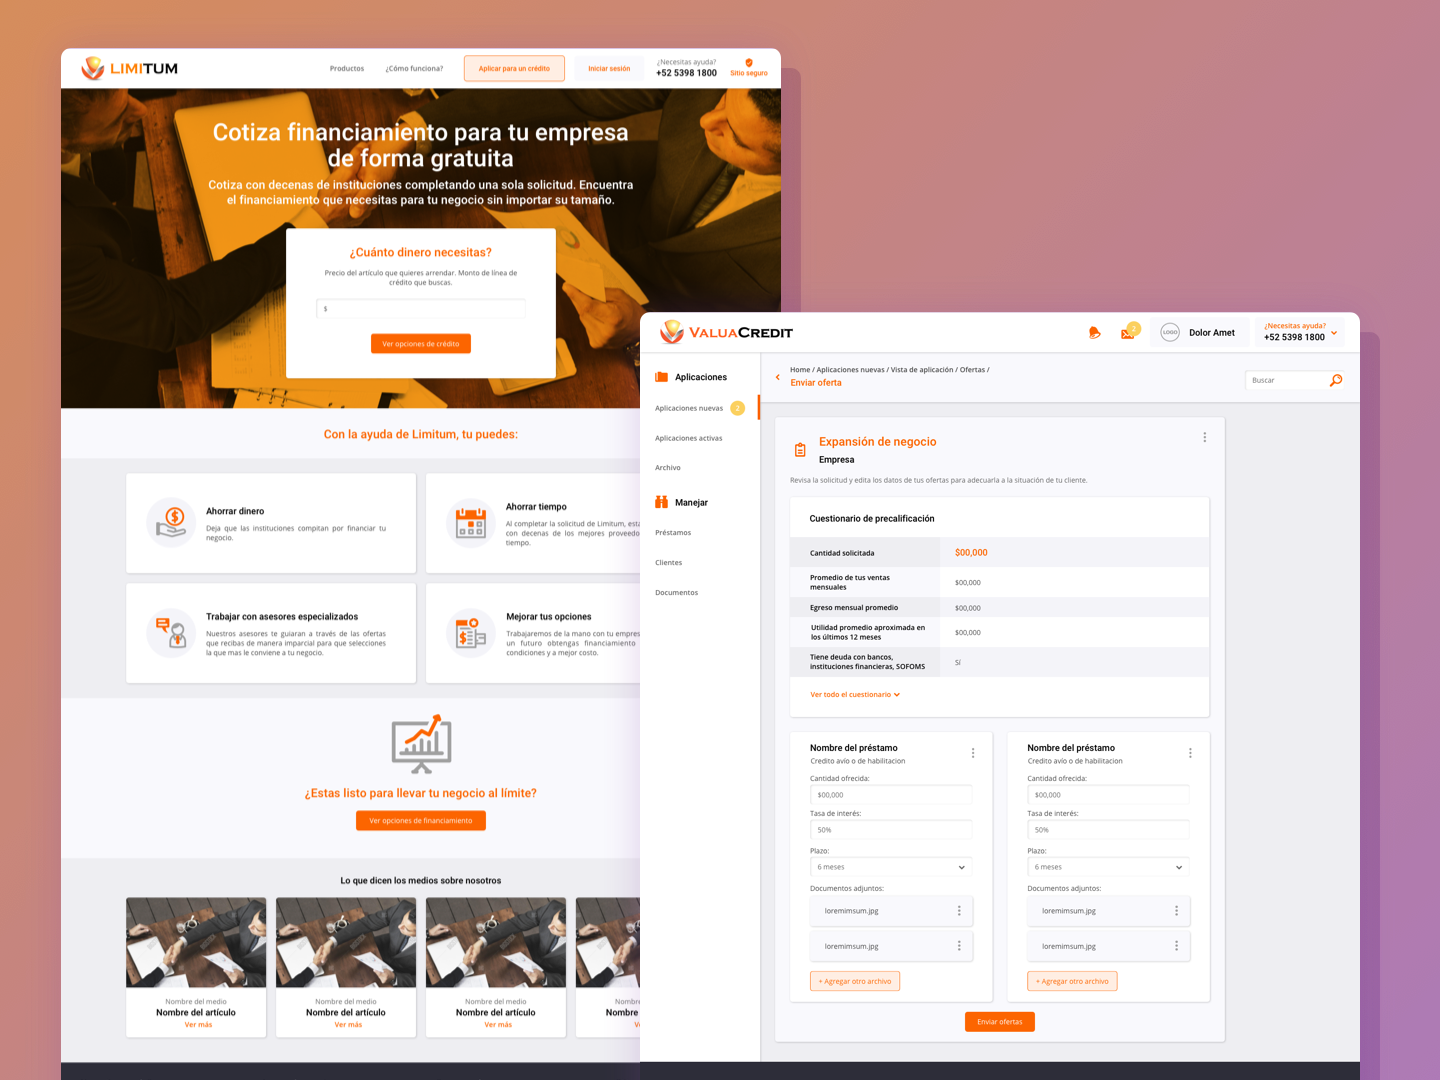 LIMITUM
Productos
¿Cómo funciona?
Aplicar para un crédito
Iniciar sesión
¿Necesitas ayuda?
+52 5398 1800
Sitio seguro
Cotiza financiamiento para tu empresa
de forma gratuita
Cotiza con decenas de instituciones completando una sola solicitud. Encuentra
el financiamiento que necesitas para tu negocio sin importar su tamaño.
¿Cuánto dinero necesitas?
Precio del artículo que quieres arrendar. Monto de línea de
crédito que buscas.
$
Ver opciones de crédito
Con la ayuda de Limitum, tu puedes:
Ahorrar dinero
Deja que las instituciones compitan por financiar tu
negocio.
Ahorrar tiempo
Al completar la solicitud de Limitum,
con decenas de los mejores
tiempo.
Trabajar con asesores especializados
Nuestros asesores te guiaran a través de las ofertas
que recibas de manera imparcial para que selecciones
la que mas le conviene a tu negocio.
Mejorar tus opciones
Trabajaremos de la mano con tu
un futuro obtengas financiamiento
condiciones y a mejor costo.
¿Estas listo para llevar tu negocio al límite?
Ver opciones de financiamiento
Lo que dicen los medios sobre nosotros
Nombre del medio
Nombre del artículo
Ver más
Nombre del medio
Nombre del artículo
Ver más
Nombre del medio
Nombre del artículo
Ver más
VALUACREDIT
2
LOGO
Dolor Amet
¿Necesitas ayuda?
+52 5398 1800
Aplicaciones
Aplicaciones nuevas
2
Aplicaciones activas
Archivo
Manejar
Préstamos
Clientes
Documentos
Home / Aplicaciones nuevas / Vista de aplicación / Ofertas /
Enviar oferta
Buscar
Expansión de negocio
Empresa
Revisa la solicitud y edita los datos de tus ofertas para adecuarla a la situación de tu cliente.
Cuestionario de precalificación
Cantidad solicitada
$00,000
Promedio de tus ventas
mensuales
$00,000
Egreso mensual promedio
$00,000
Utilidad promedio aproximada en
los últimos 12 meses
$00,000
Tiene deuda con bancos,
instituciones financieras, SOFOMS
Sí
Ver todo el cuestionario
Nombre del préstamo
Credito avío o de habilitacion
Cantidad ofrecida:
$00,000
Tasa de interés:
50%
Plazo:
6 meses
Documentos adjuntos:
loremimsum.jpg
loremimsum.jpg
+ Agregar otro archivo
Nombre del préstamo
Credito avío o de habilitacion
Cantidad ofrecida:
$00,000
Tasa de interés:
50%
Plazo:
6 meses
Documentos adjuntos:
loremimsum.jpg
loremimsum.jpg
+ Agregar otro archivo
Enviar ofertas